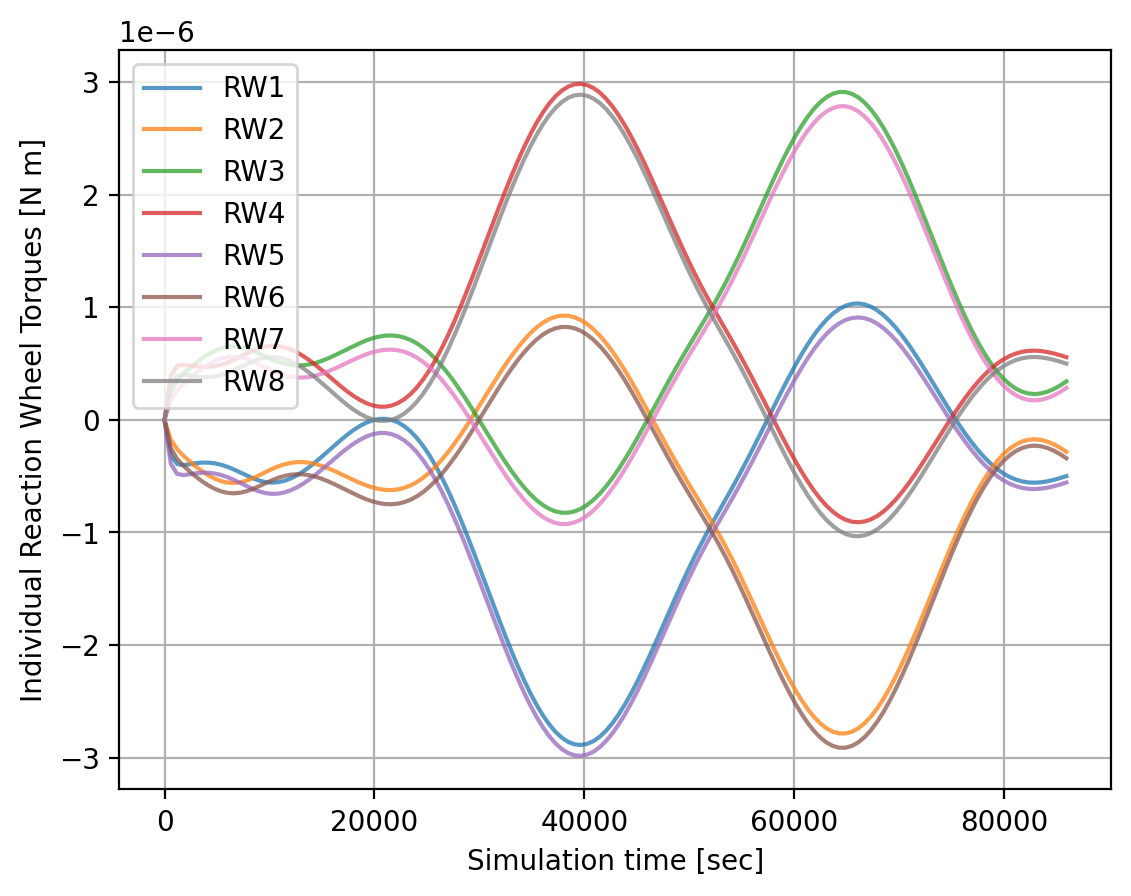 1e−6
3
2
1
0
−1
−2
−3
Individual Reaction Wheel Torques [N m]
RW1
RW2
RW3
RW4
RW5
RW6
RW7
RW8
0 20000 40000 60000 80000
Simulation time [sec]